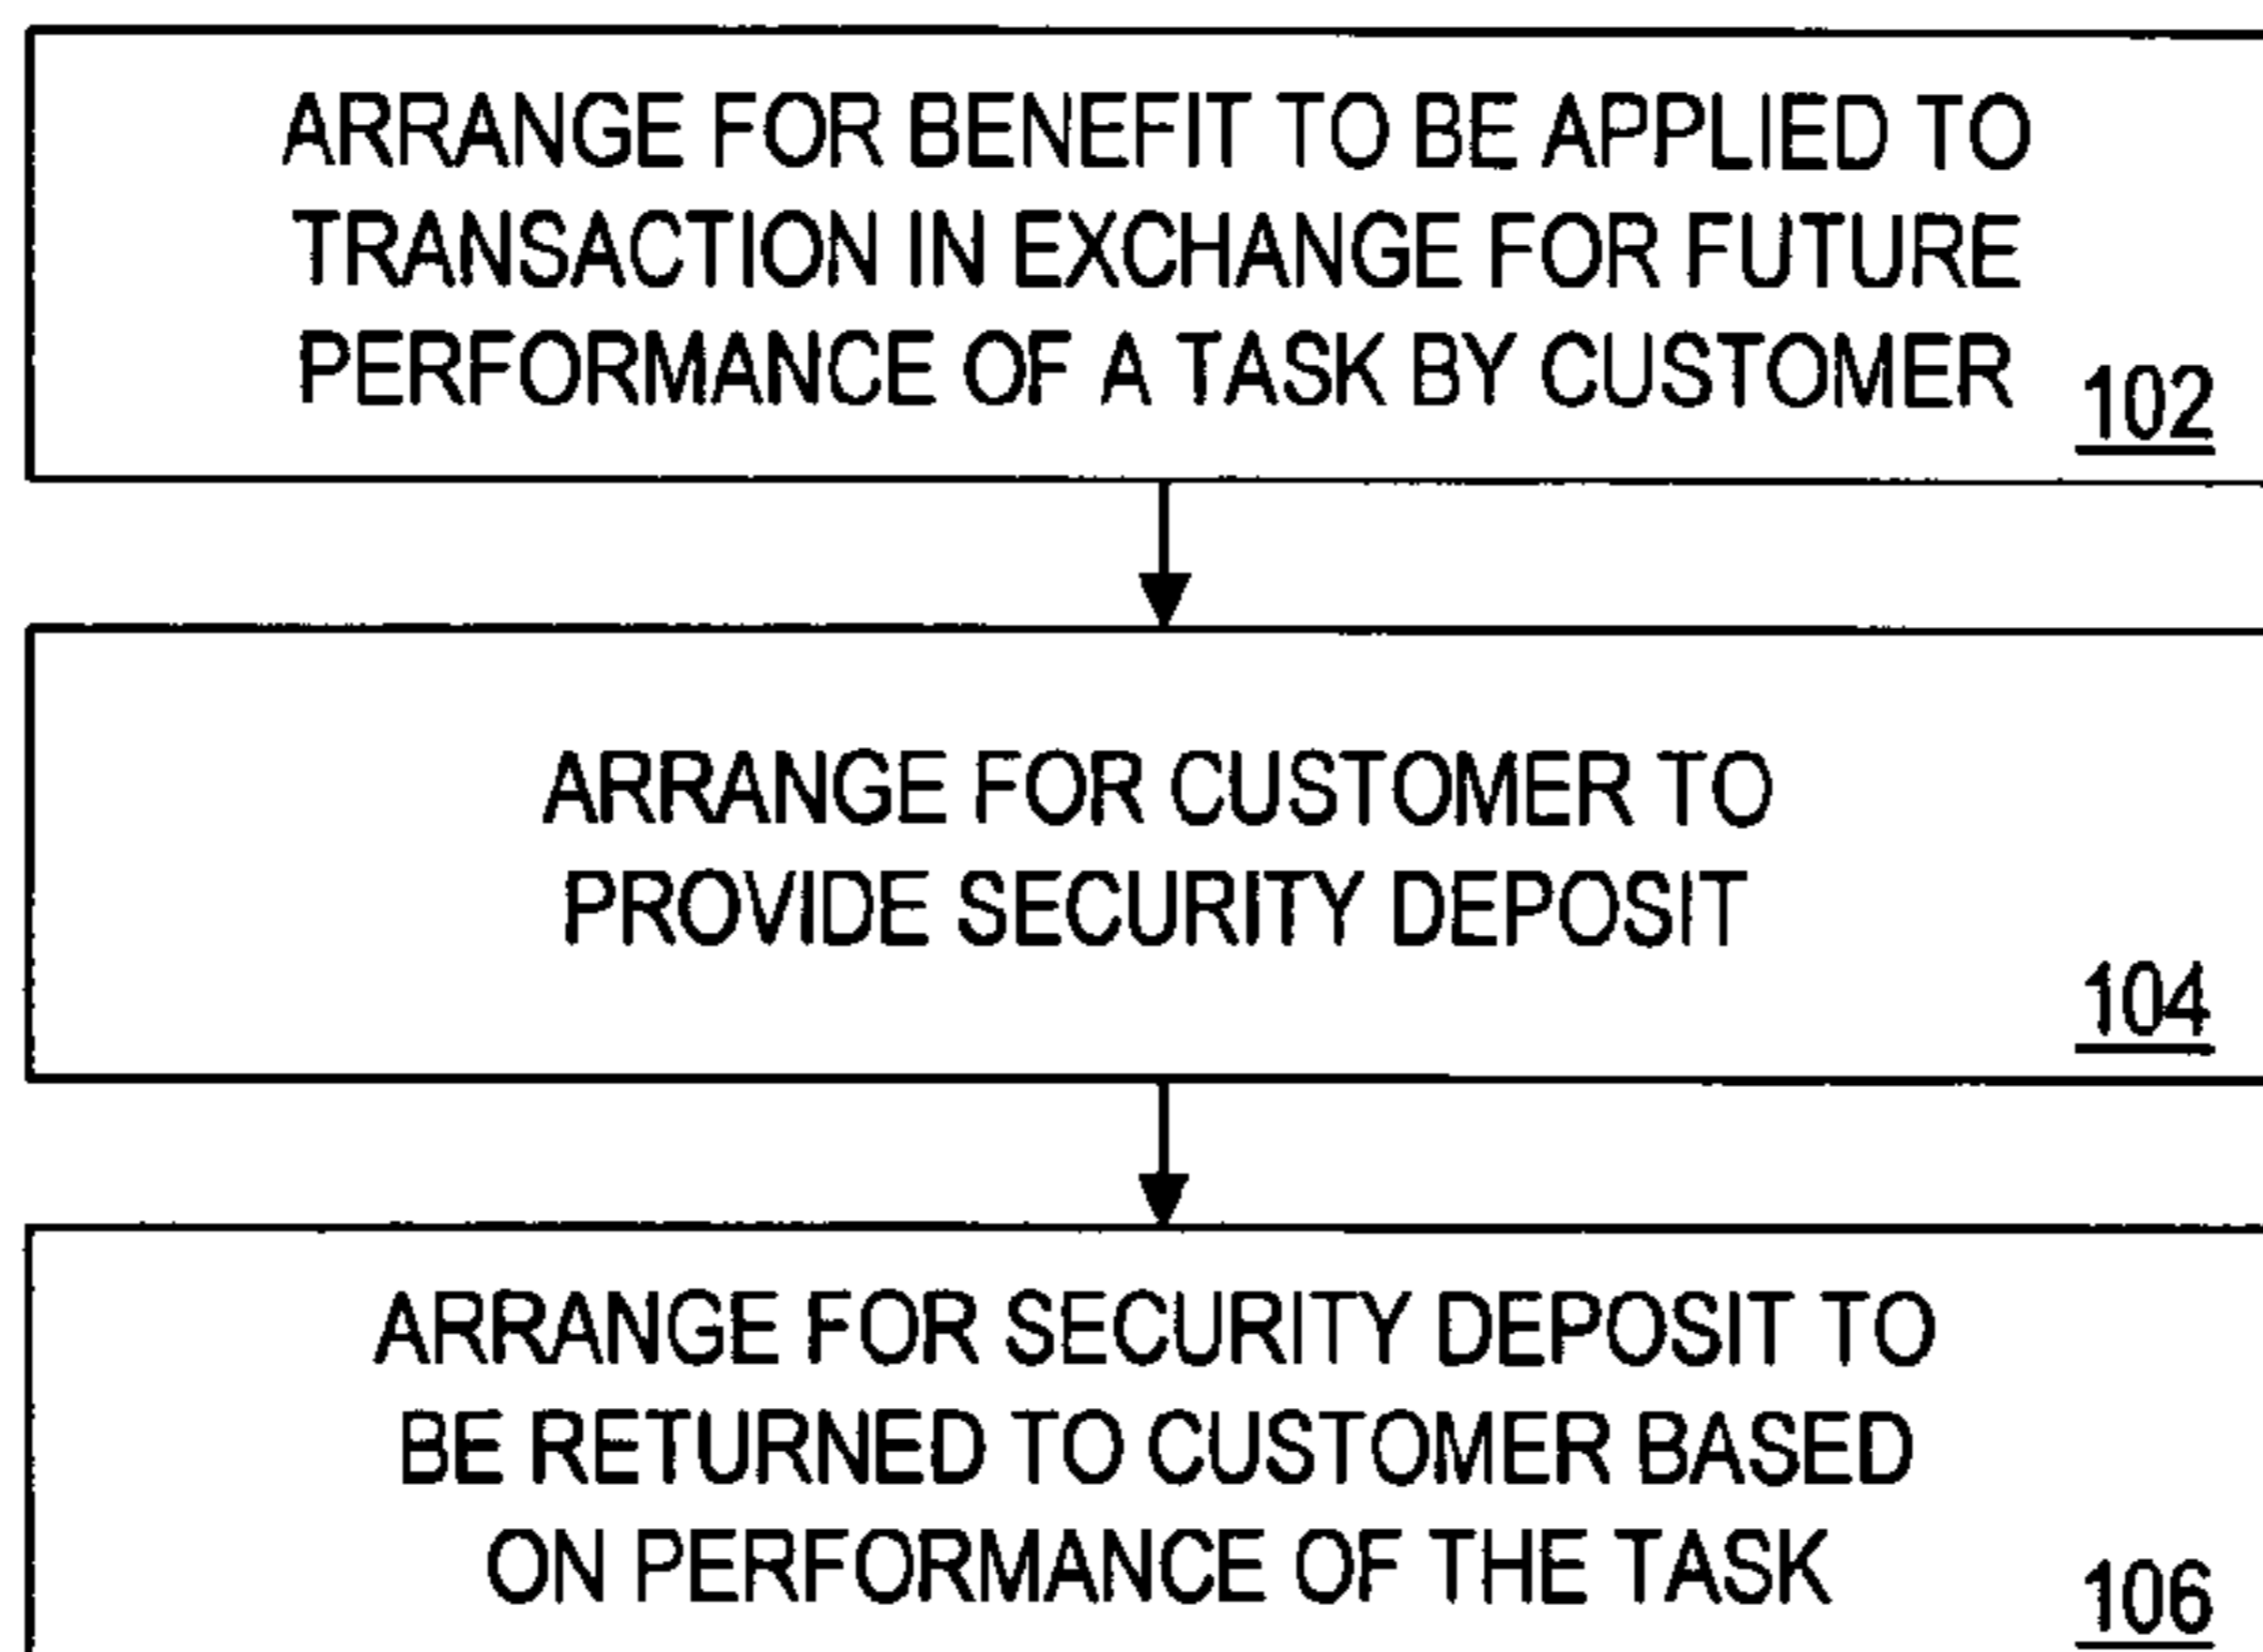 ARRANGE FOR BENEFIT TO BE APPLIED TO
TRANSACTION IN EXCHANGE FOR FUTURE
PERFORMANCE OF A TASK BY CUSTOMER
102
ARRANGE FOR CUSTOMER TO
PROVIDE SECURITY DEPOSIT
104
ARRANGE FOR SECURITY DEPOSIT TO
BE RETURNED TO CUSTOMER BASED
ON PERFORMANCE OF THE TASK
106